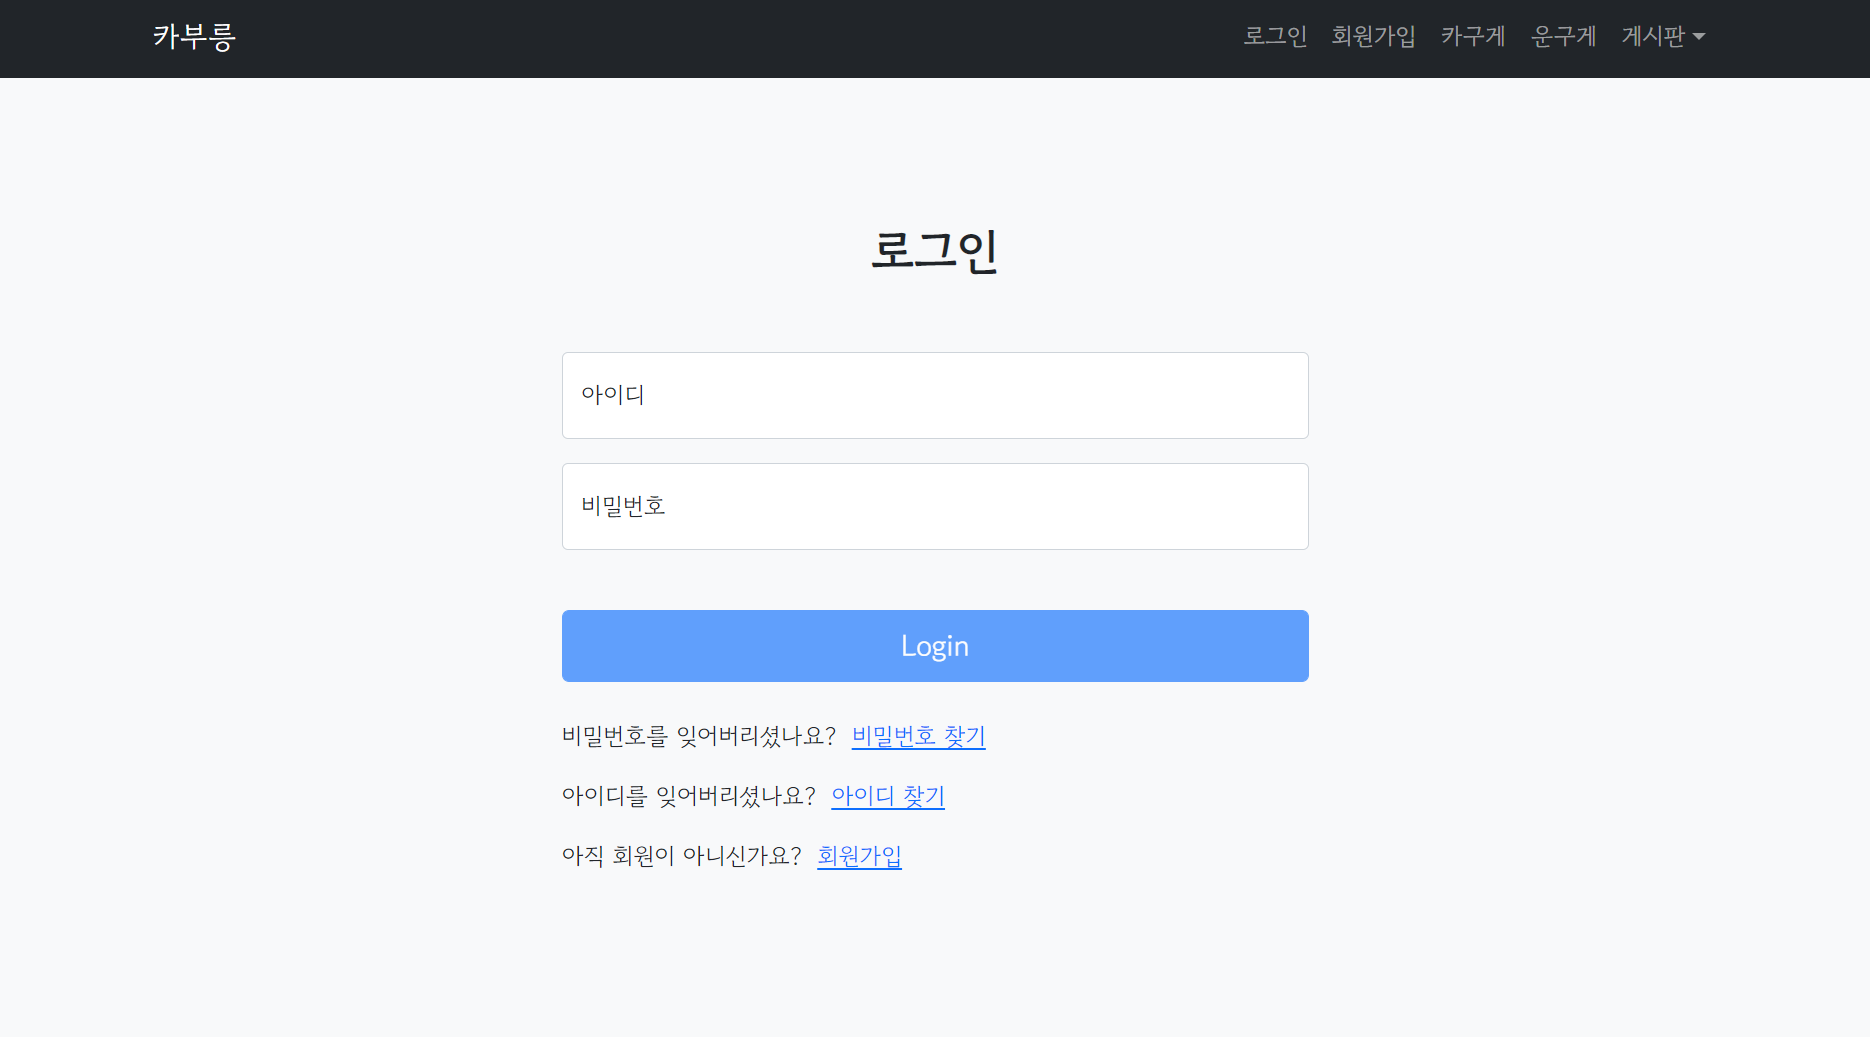 카부릉
로그인 회원가입 카구게 운구게 게시판
로그인
아이디
비밀번호
Login
비밀번호를 잊어버리셨나요? 비밀번호 찾기
아이디를 잊어버리셨나요? 아이디 찾기
아직 회원이 아니신가요? 회원가입